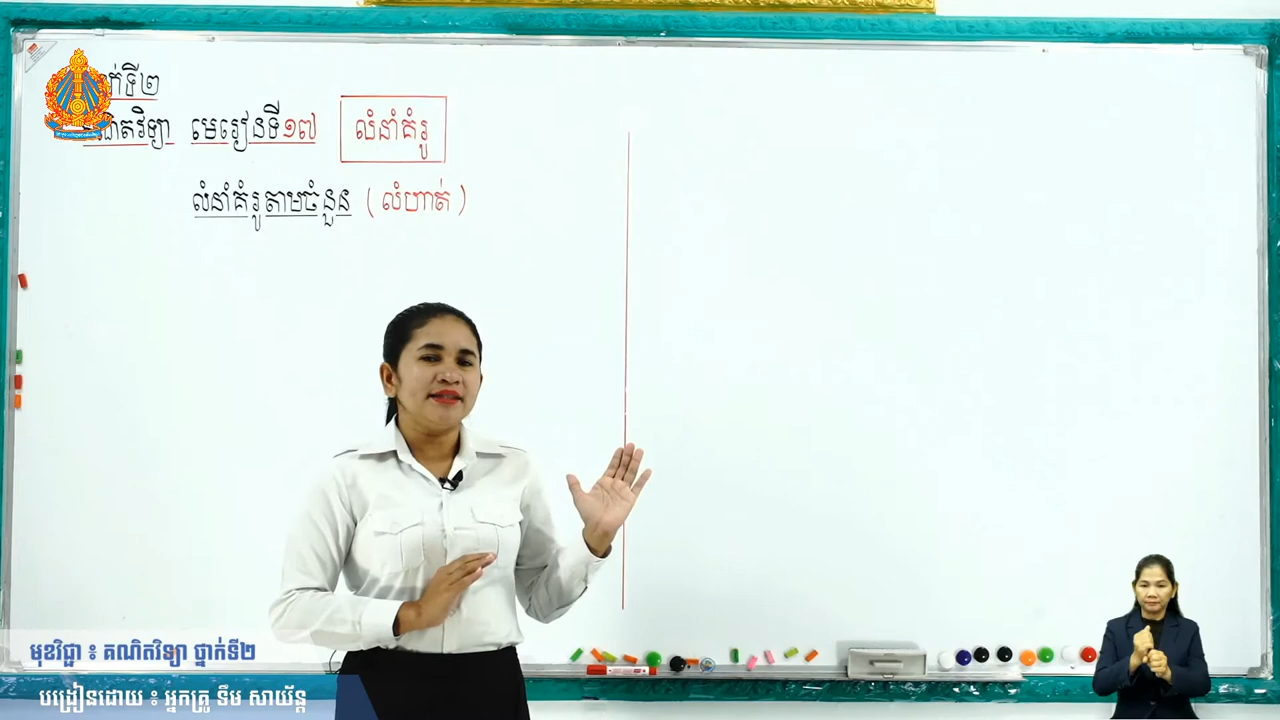 ថ្នាក់ទី២
គណិតវិទ្យា មេរៀនទី១៧ លំនាំគំរូ
លំនាំគំរូតាមចំនួន (លំហាត់)
មុខវិជ្ជា ៖ គណិតវិទ្យា ថ្នាក់ទី២
បង្រៀនដោយ ៖ អ្នកគ្រូ ទឹម សាយ័ន្ត